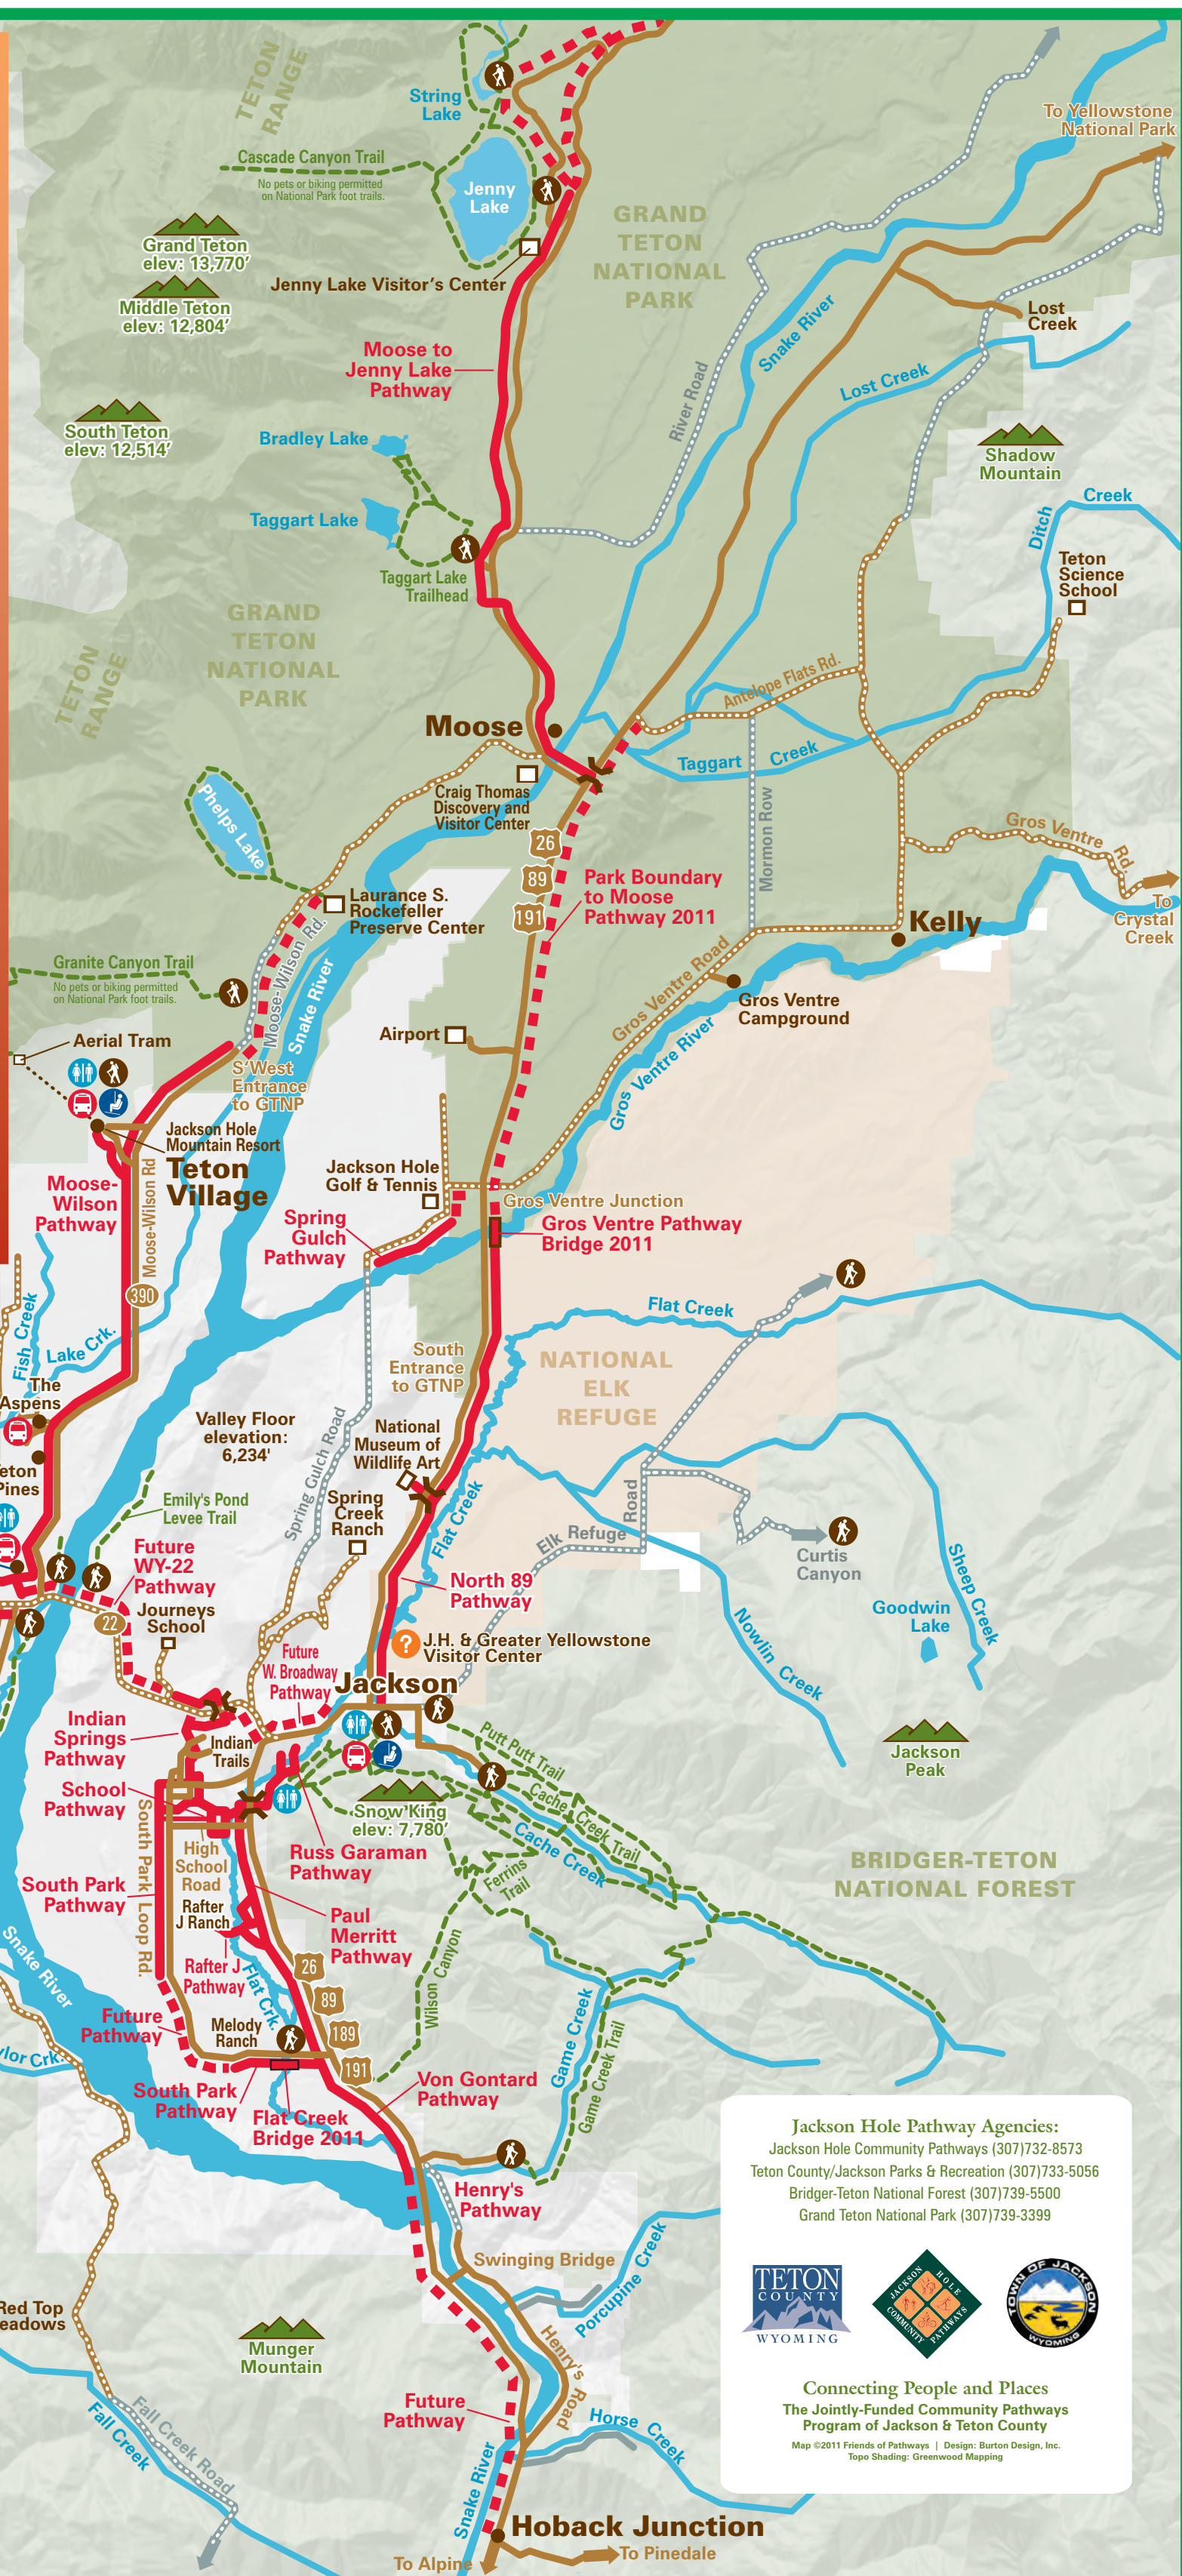 TETON
RANGE
String
Lake
To Yellowstone
National Park
Cascade Canyon Trail
No pets or biking permitted
on National Park foot trails.
Jenny
Lake
GRAND
TETON
NATIONAL
PARK
Grand Teton
elev: 13,770'
Jenny Lake Visitor's Center
Middle Teton
elev: 12,804'
Lost
Creek
Snake River
Moose to
Jenny Lake
Pathway
River Road
Lost Creek
South Teton
elev: 12,514'
Bradley Lake
Shadow
Mountain
Taggart Lake
Ditch
Creek
Teton
Science
School
Taggart Lake
Trailhead
GRAND
TETON
NATIONAL
PARK
TETON
RANGE
Antelope Flats Rd.
Moose
Taggart
Creek
Craig Thomas
Discovery and
Visitor Center
Phelps Lake
Mormon Row
Gros Ventre
Rd.
26
89
191
Park Boundary
to Moose
Pathway 2011
Laurance S.
Rockefeller
Preserve Center
To
Crystal
Creek
Kelly
Moose-Wilson Rd.
Gros Ventre Road
Granite Canyon Trail
No pets or biking permitted
on National Park foot trails.
Snake River
Gros Ventre
Campground
Airport
Aerial Tram
Gros Ventre River
S'West
Entrance
to GTNP
Jackson Hole
Mountain Resort
Teton
Village
Jackson Hole
Golf & Tennis
Moose-
Wilson
Pathway
Moose-Wilson Rd
Gros Ventre Junction
Spring
Gulch
Pathway
Gros Ventre Pathway
Bridge 2011
390
Fish Creek
Lake Crk.
Flat Creek
South
Entrance
to GTNP
NATIONAL
ELK
REFUGE
The
Aspens
Valley Floor
elevation:
6,234'
National
Museum of
Wildlife Art
Spring Gulch Road
eton
Pines
Emily's Pond
Levee Trail
Spring
Creek
Ranch
Flat Creek
Elk
Refuge
Road
Future
WY-22
Pathway
Curtis
Canyon
Sheep Creek
North 89
Pathway
22
Journeys
School
Goodwin
Lake
Nowlin Creek
?
J.H. & Greater Yellowstone
Visitor Center
Future
W. Broadway
Pathway
Jackson
Indian
Springs
Pathway
Indian
Trails
Putt Putt Trail
Jackson
Peak
School
Pathway
Snow King
elev: 7,780'
Cache Creek Trail
Cache Creek
South Park Loop Rd.
High
School
Road
Russ Garaman
Pathway
Ferrins
Trail
BRIDGER-TETON
NATIONAL FOREST
South Park
Pathway
Rafter
J Ranch
Paul
Merritt
Pathway
Snake River
Rafter J
Pathway
Flat Crk.
Wilson Canyon
26
89
189
191
Future
Pathway
Melody
Ranch
Game Creek
Game Creek Trail
lor Crk.
South Park
Pathway
Von Gontard
Pathway
Flat Creek
Bridge 2011
Henry's
Pathway
Swinging Bridge
Porcupine Creek
Red Top
eadows
Munger
Mountain
Henry's Road
Future
Pathway
Horse Creek
Fall Creek
Fall Creek Road
Snake River
Hoback Junction
To Alpine
To Pinedale
Jackson Hole Pathway Agencies:
Jackson Hole Community Pathways (307)732-8573
Teton County/Jackson Parks & Recreation (307)733-5056
Bridger-Teton National Forest (307)739-5500
Grand Teton National Park (307)739-3399
TETON
COUNTY
WYOMING
JACKSON HOLE
COMMUNITY PATHWAYS
TOWN OF JACKSON
WYOMING
Connecting People and Places
The Jointly-Funded Community Pathways
Program of Jackson & Teton County
Map ©2011 Friends of Pathways | Design: Burton Design, Inc.
Topo Shading: Greenwood Mapping